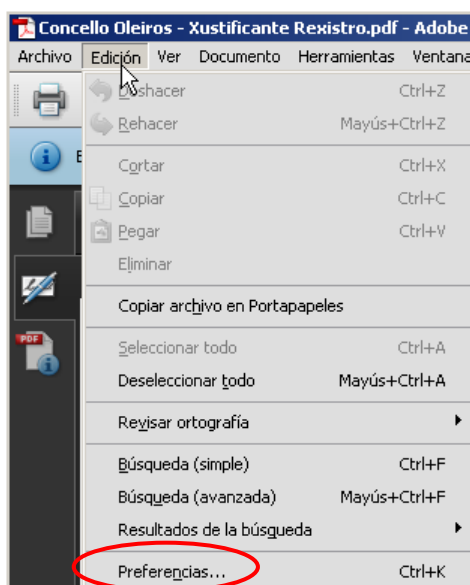 Concello Oleiros - Xustificante Rexistro.pdf - Adobe
Archivo Edición Ver Documento Herramientas Ventana
Deshacer Ctrl+Z
Rehacer Mayús+Ctrl+Z
Cortar Ctrl+X
Copiar Ctrl+C
Pegar Ctrl+V
Eliminar
Copiar archivo en Portapapeles
Seleccionar todo Ctrl+A
Deseleccionar todo Mayús+Ctrl+A
Revisar ortografía
Búsqueda (simple) Ctrl+F
Búsqueda (avanzada) Mayús+Ctrl+F
Resultados de la búsqueda
Preferencias... Ctrl+K
PDF